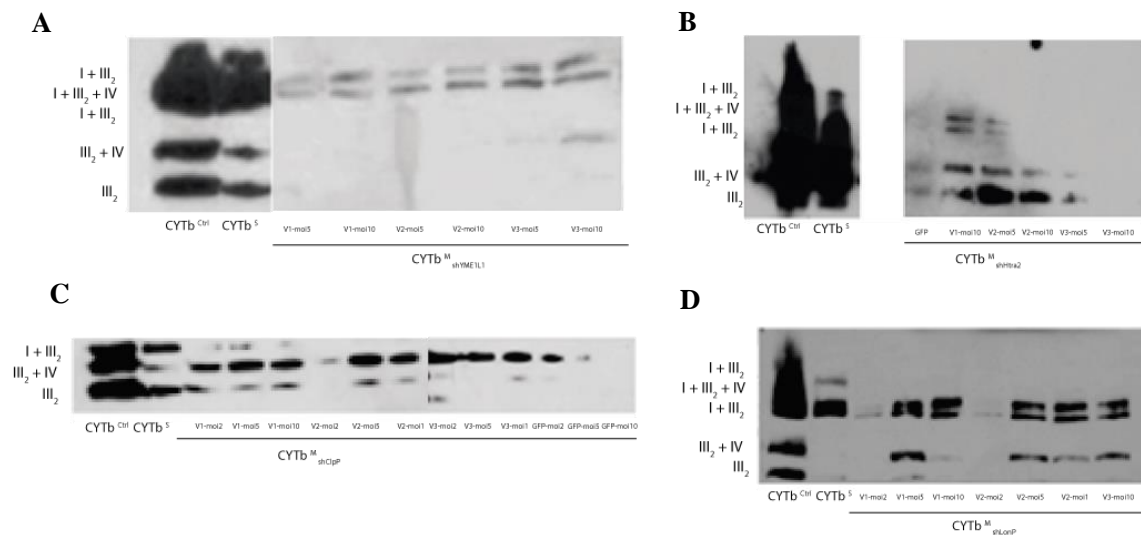 A
I + III2
I + III2 + IV
I + III2
III2 + IV
III2
CYTb Ctrl CYTb S V1-moi5 V1-moi10 V2-moi5 V2-moi10 V3-moi5 V3-moi10
CYTb M shYME1L1
B
I + III2
I + III2 + IV
I + III2
III2 + IV
III2
CYTb Ctrl CYTb S GFP V1-moi10 V2-moi5 V2-moi10 V3-moi5 V3-moi10
CYTb M shHtra2
C
I + III2
III2 + IV
III2
CYTb Ctrl CYTb S V1-moi2 V1-moi5 V1-moi10 V2-moi2 V2-moi5 V2-moi1 V3-moi2 V3-moi5 V3-moi1 GFP-moi2 GFP-moi5 GFP-moi10
CYTb M shClpP
D
I + III2
I + III2 + IV
I + III2
III2 + IV
III2
CYTb Ctrl CYTb S V1-moi2 V1-moi5 V1-moi10 V2-moi2 V2-moi5 V2-moi1 V3-moi10
CYTb M shLonP